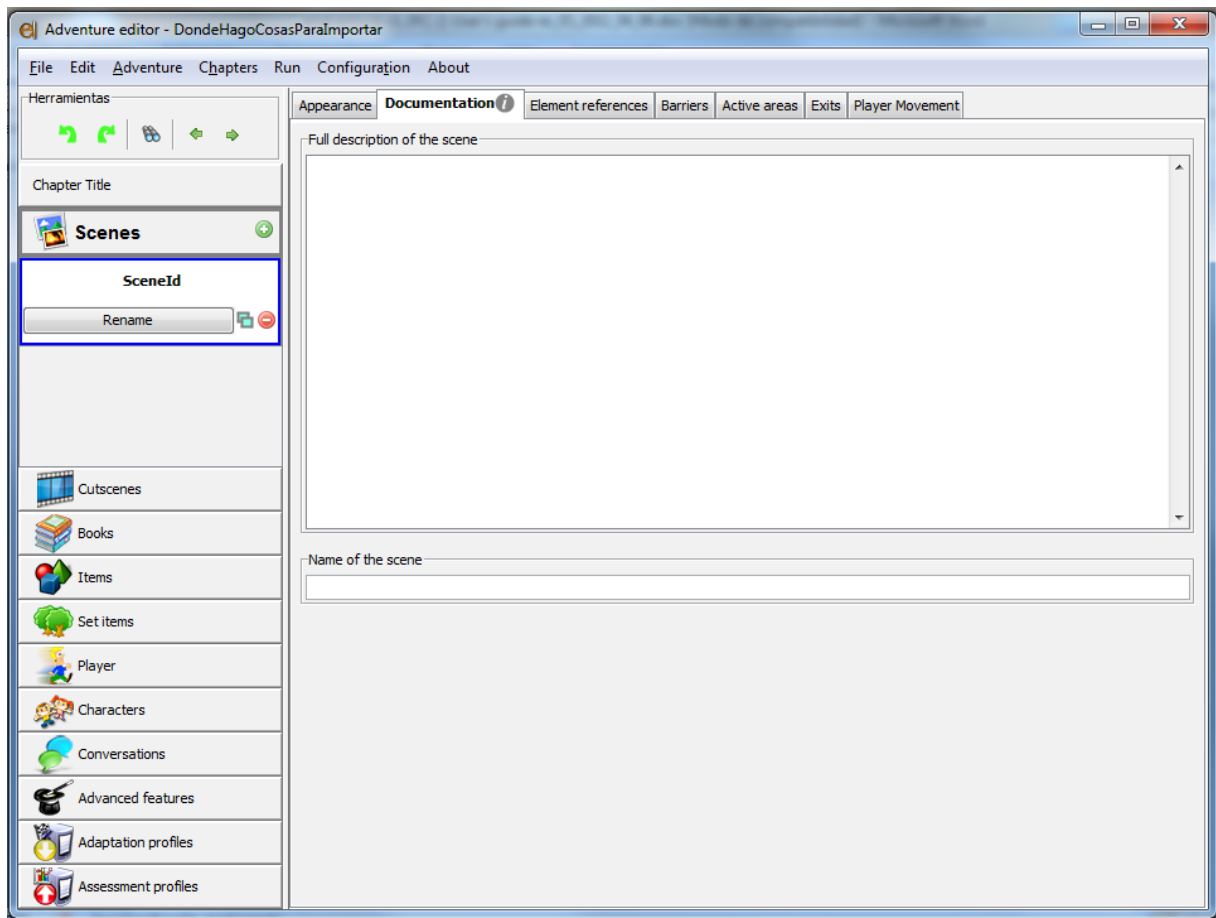 Adventure editor - DondeHagoCosasParaImportar
File Edit Adventure Chapters Run Configuration About
Herramientas
Appearance Documentation Element references Barriers Active areas Exits Player Movement
Full description of the scene
Chapter Title
Scenes
SceneId
Rename
Cutscenes
Books
Name of the scene
Items
Set items
Player
Characters
Conversations
Advanced features
Adaptation profiles
Assessment profiles